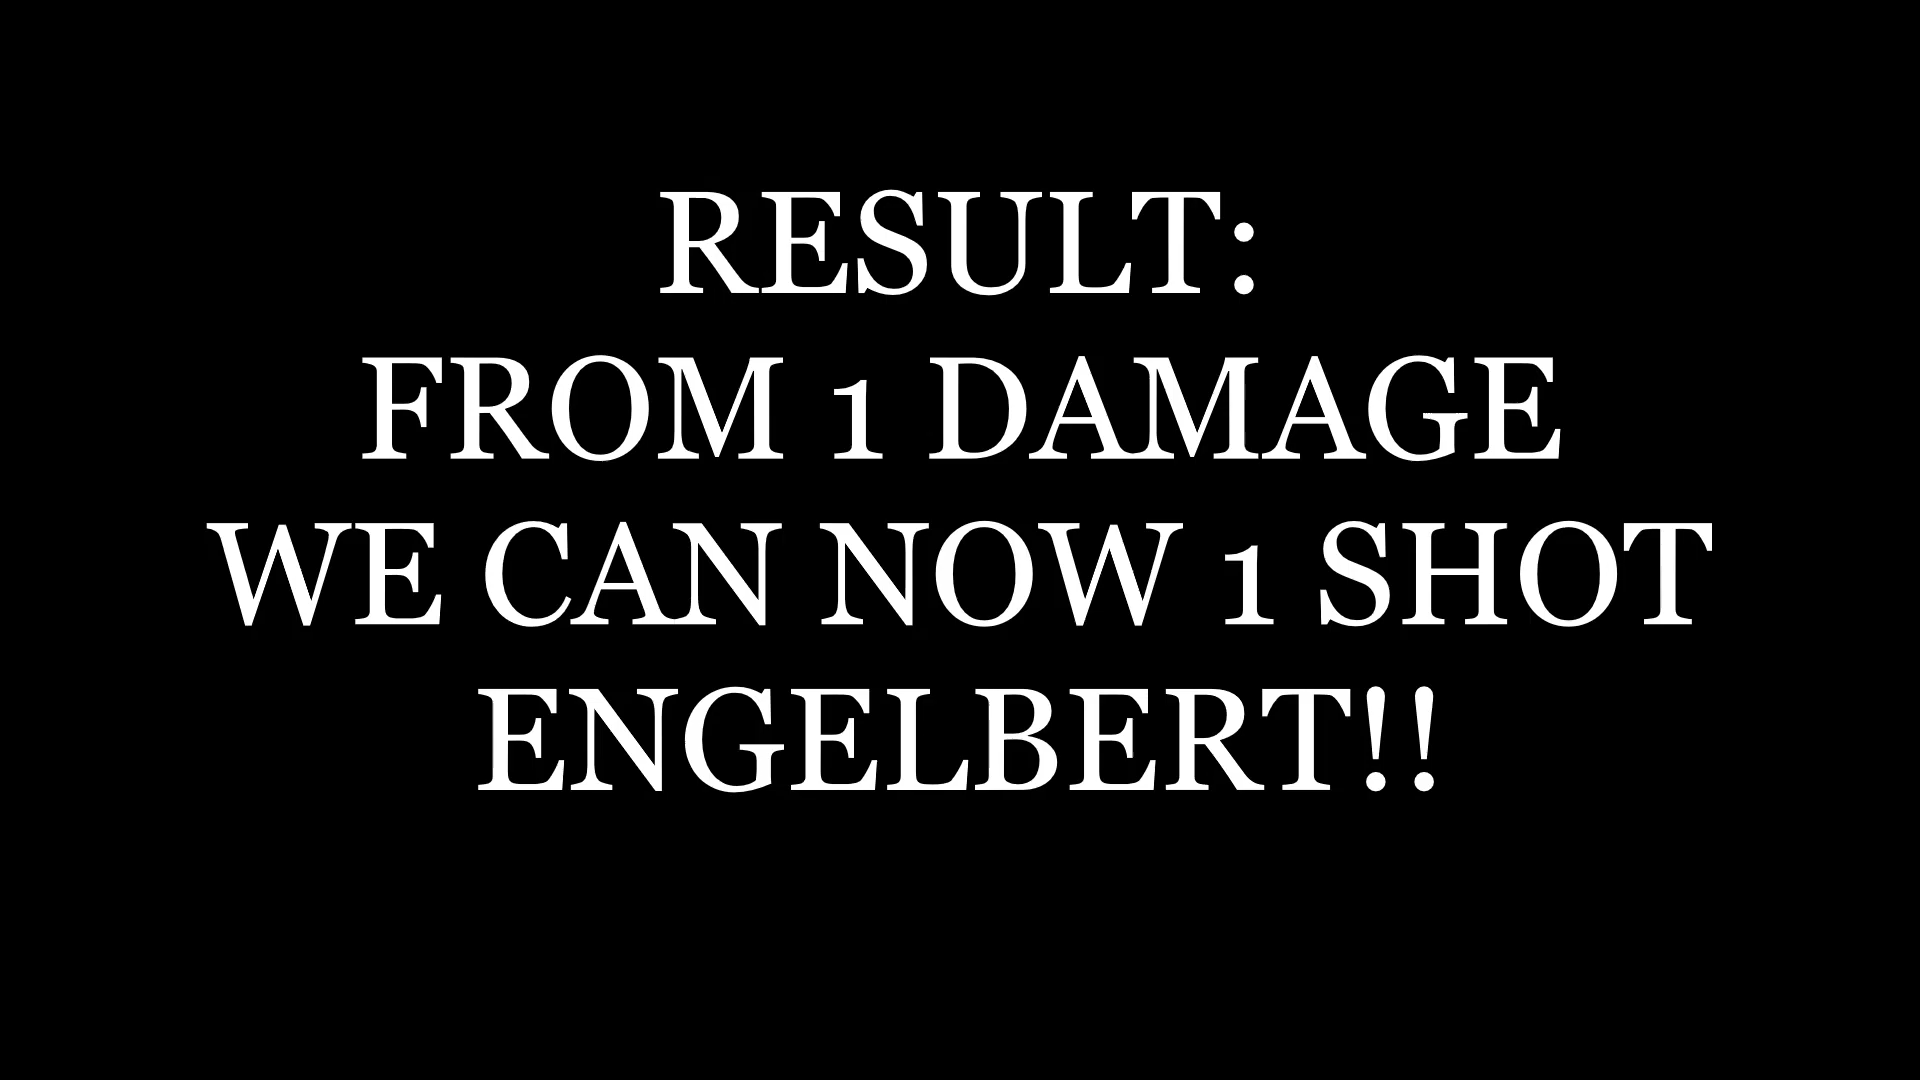 RESULT:
FROM 1 DAMAGE
WE CAN NOW 1 SHOT
ENGELBERT!!